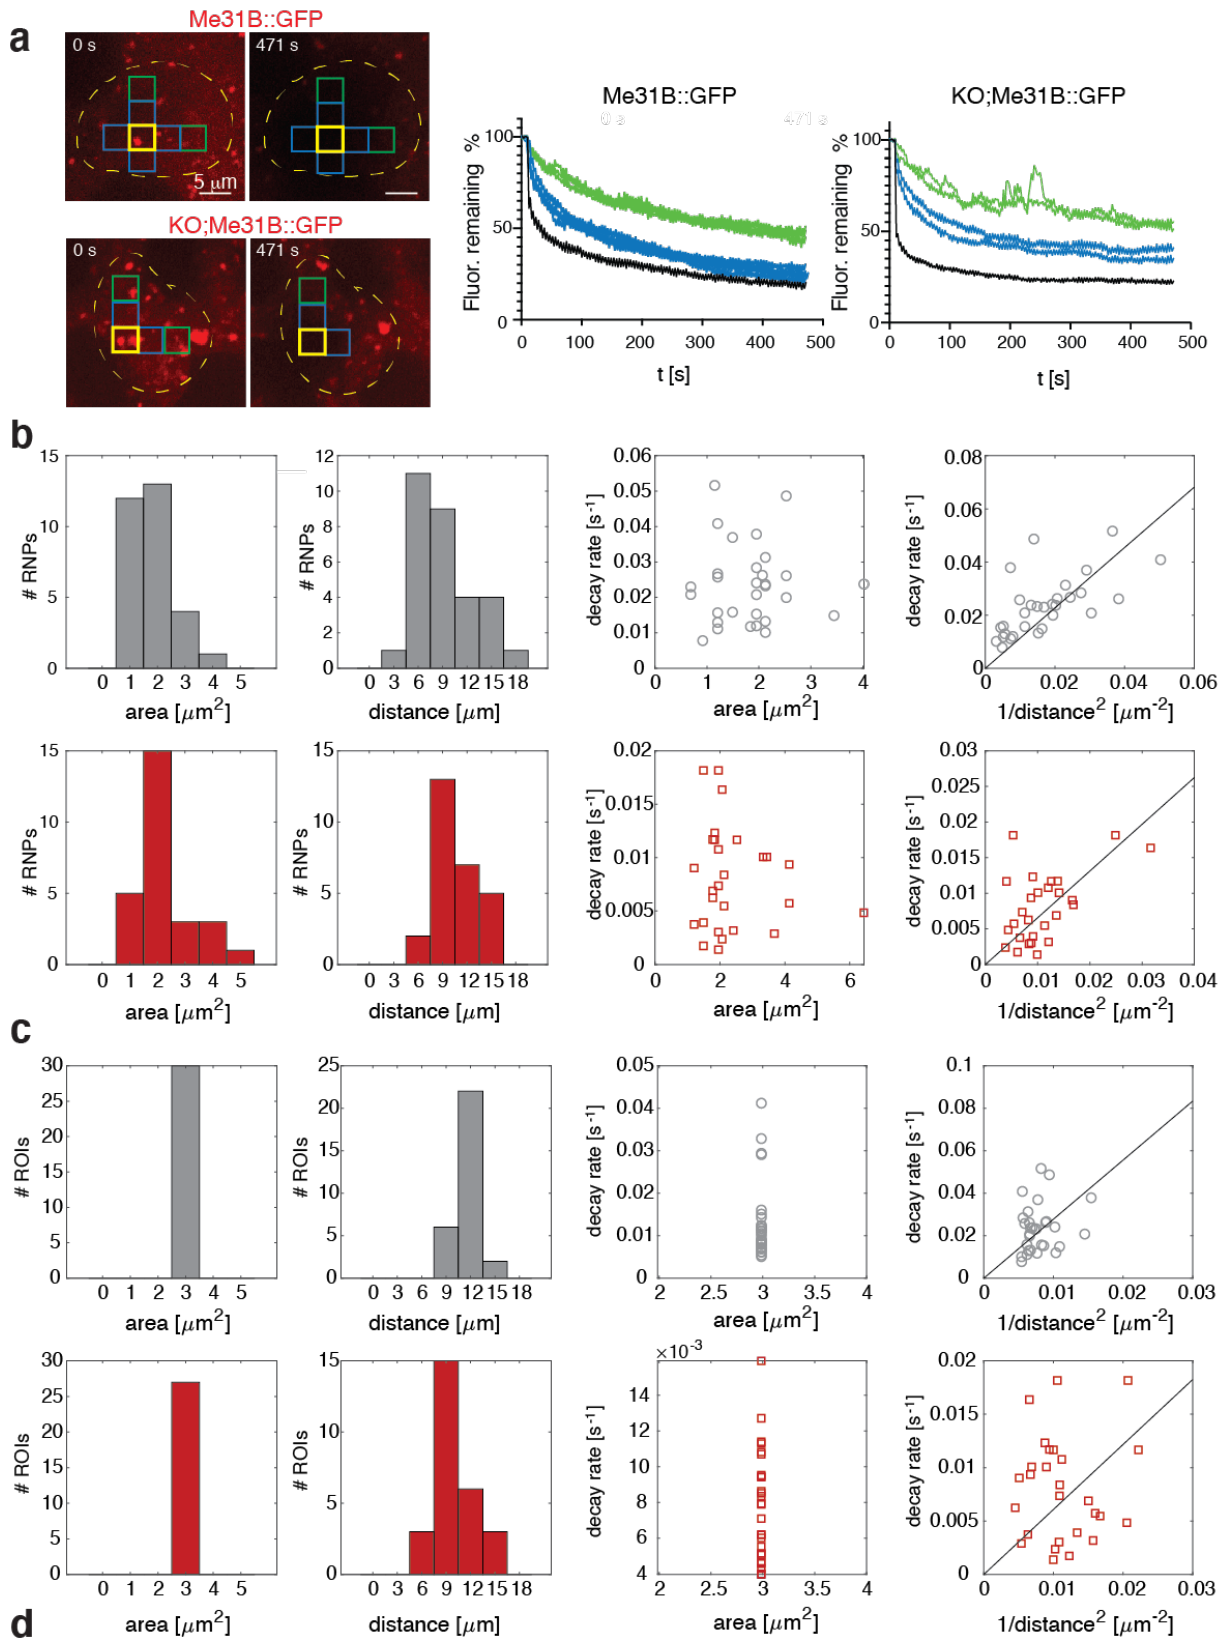 a
Me31B::GFP
0 s
471 s
5 μm
KO;Me31B::GFP
0 s
471 s
Me31B::GFP
0 s
471 s
Fluor. remaining %
100
50
0
0
100
200
300
400
500
t [s]
KO;Me31B::GFP
Fluor. remaining %
100
50
0
0
100
200
300
400
500
t [s]
b
# RNPs
15
10
5
0
0 1 2 3 4 5
area [μm²]
# RNPs
12
10
8
6
4
2
0
0 3 6 9 12 15 18
distance [μm]
decay rate [s⁻¹]
0.06
0.05
0.04
0.03
0.02
0.01
0
0 1 2 3 4
area [μm²]
decay rate [s⁻¹]
0.08
0.06
0.04
0.02
0
0 0.02 0.04 0.06
1/distance² [μm⁻²]
# RNPs
15
10
5
0
0 1 2 3 4 5
area [μm²]
# RNPs
15
10
5
0
0 3 6 9 12 15 18
distance [μm]
decay rate [s⁻¹]
0.02
0.015
0.01
0.005
0
0 2 4 6
area [μm²]
decay rate [s⁻¹]
0.03
0.025
0.02
0.015
0.01
0.005
0
0 0.01 0.02 0.03 0.04
1/distance² [μm⁻²]
c
# ROIs
30
25
20
15
10
5
0
0 1 2 3 4 5
area [μm²]
# ROIs
25
20
15
10
5
0
0 3 6 9 12 15 18
distance [μm]
decay rate [s⁻¹]
0.05
0.04
0.03
0.02
0.01
0
2 2.5 3 3.5 4
area [μm²]
decay rate [s⁻¹]
0.1
0.08
0.06
0.04
0.02
0
0 0.01 0.02 0.03
1/distance² [μm⁻²]
# ROIs
30
25
20
15
10
5
0
0 1 2 3 4 5
area [μm²]
# ROIs
15
10
5
0
0 3 6 9 12 15 18
distance [μm]
decay rate [s⁻¹]
×10⁻³
14
12
10
8
6
4
2 2.5 3 3.5 4
area [μm²]
decay rate [s⁻¹]
0.02
0.015
0.01
0.005
0
0 0.01 0.02 0.03
1/distance² [μm⁻²]
d